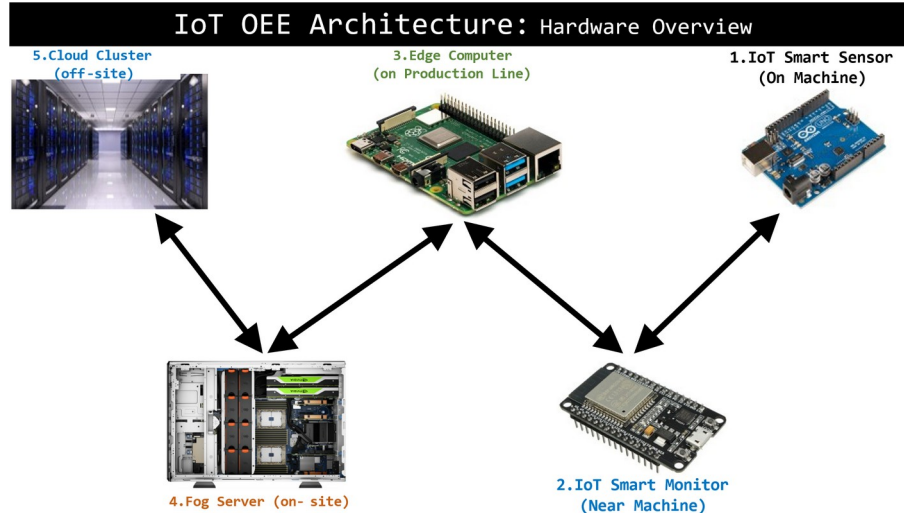 IoT OEE Architecture: Hardware Overview
5.Cloud Cluster
(off-site)
3.Edge Computer
(on Production Line)
1.IoT Smart Sensor
(On Machine)
4.Fog Server (on- site)
2.IoT Smart Monitor
(Near Machine)
UNO